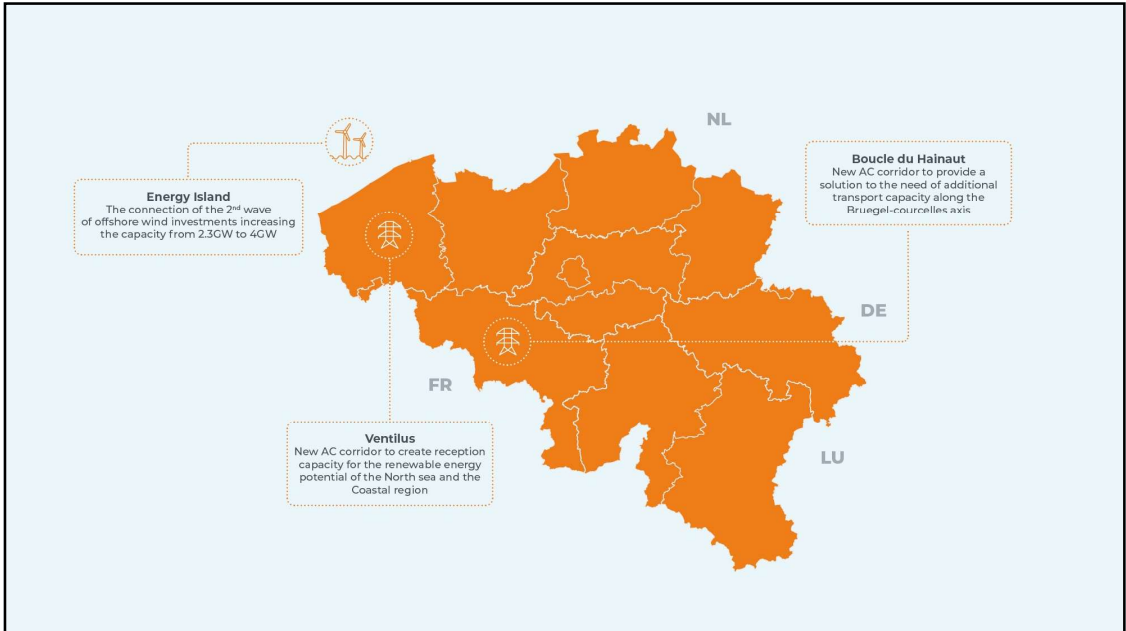 NL
Energy Island
The connection of the 2nd wave
of offshore wind investments increasing
the capacity from 2.3GW to 4GW
Boucle du Hainaut
New AC corridor to provide a
solution to the need of additional
transport capacity along the
Bruegel-courcelles axis
DE
FR
Ventilus
New AC corridor to create reception
capacity for the renewable energy
potential of the North sea and the
Coastal region
LU